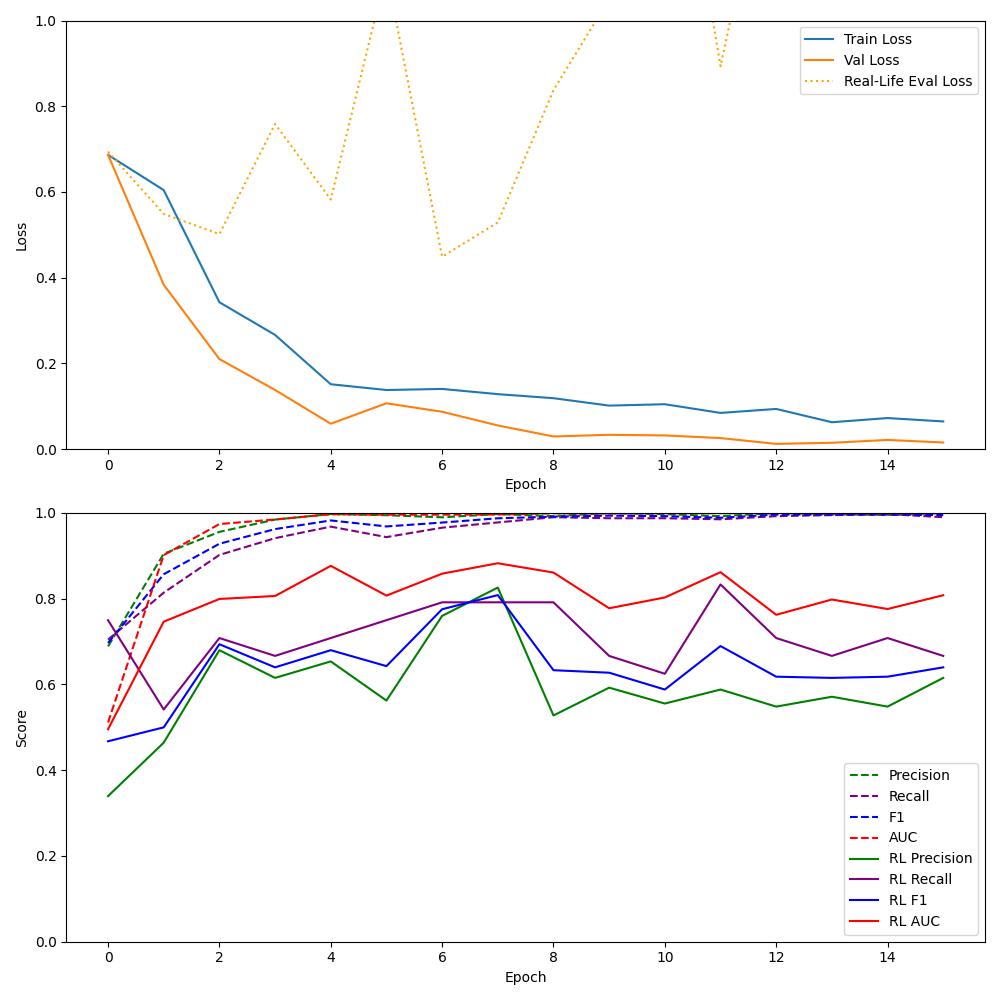 1.0
0.8
0.6
0.4
0.2
0.0
Loss
Train Loss
Val Loss
Real-Life Eval Loss
0 2 4 6 8 10 12 14
Epoch
1.0
0.8
0.6
0.4
0.2
0.0
Score
Precision
Recall
F1
AUC
RL Precision
RL Recall
RL F1
RL AUC
0 2 4 6 8 10 12 14
Epoch